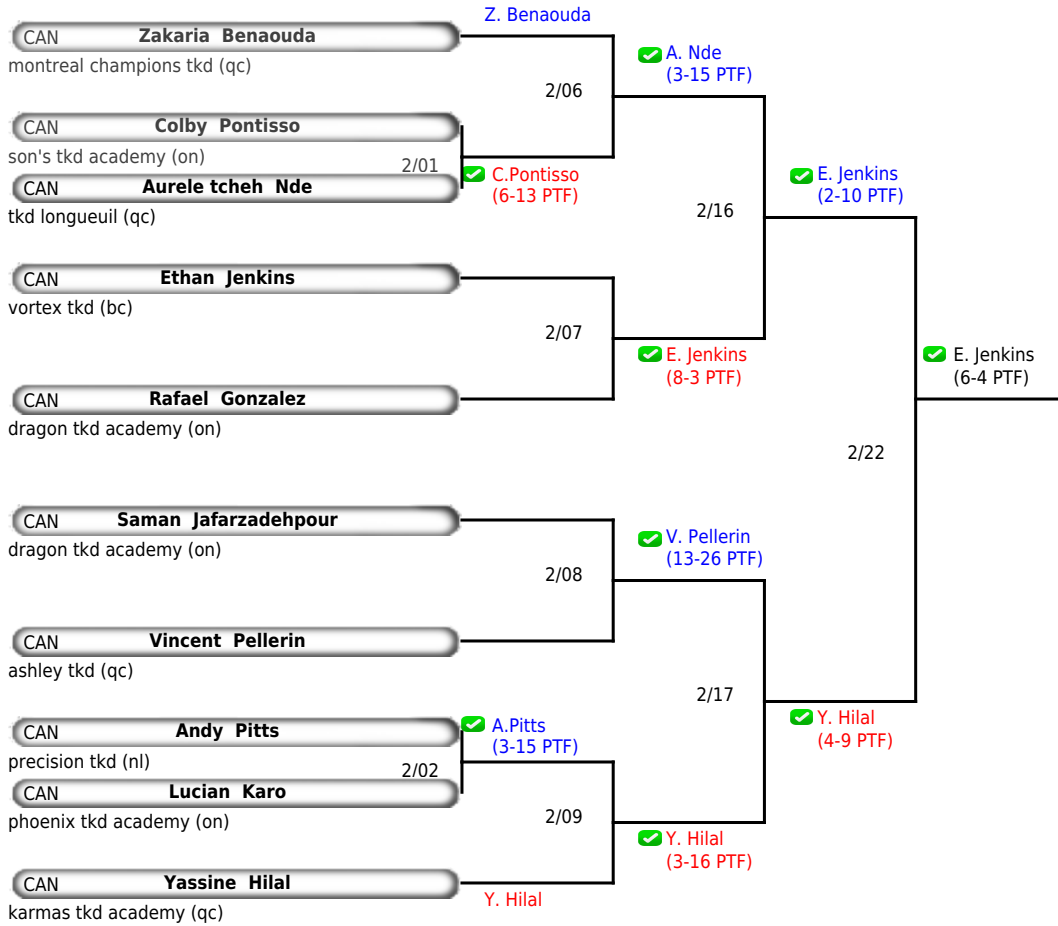 Z. Benaouda
CAN Zakaria Benaouda
montreal champions tkd (qc)
A. Nde
(3-15 PTF)
2/06
CAN Colby Pontisso
son's tkd academy (on)
2/01
C.Pontisso
(6-13 PTF)
CAN Aurele tcheh Nde
tkd longueuil (qc)
E. Jenkins
(2-10 PTF)
2/16
CAN Ethan Jenkins
vortex tkd (bc)
2/07
E. Jenkins
(8-3 PTF)
E. Jenkins
(6-4 PTF)
CAN Rafael Gonzalez
dragon tkd academy (on)
2/22
CAN Saman Jafarzadehpour
dragon tkd academy (on)
V. Pellerin
(13-26 PTF)
2/08
CAN Vincent Pellerin
ashley tkd (qc)
2/17
Y. Hilal
(4-9 PTF)
CAN Andy Pitts
precision tkd (nl)
A.Pitts
(3-15 PTF)
2/02
CAN Lucian Karo
phoenix tkd academy (on)
2/09
Y. Hilal
(3-16 PTF)
CAN Yassine Hilal
karmas tkd academy (qc)
Y. Hilal